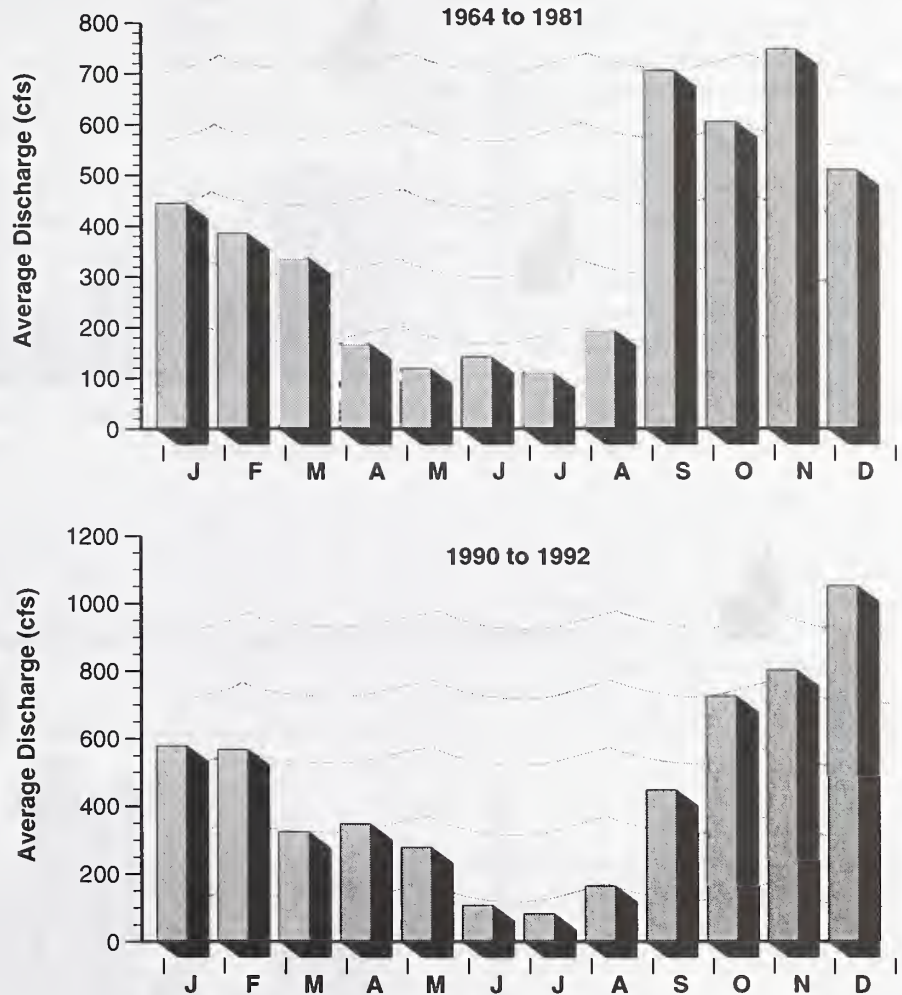 1964 to 1981
Average Discharge (cfs)
800
700
600
500
400
300
200
100
0
J F M A M J J A S O N D
1990 to 1992
Average Discharge (cfs)
1200
1000
800
600
400
200
0
J F M A M J J A S O N D